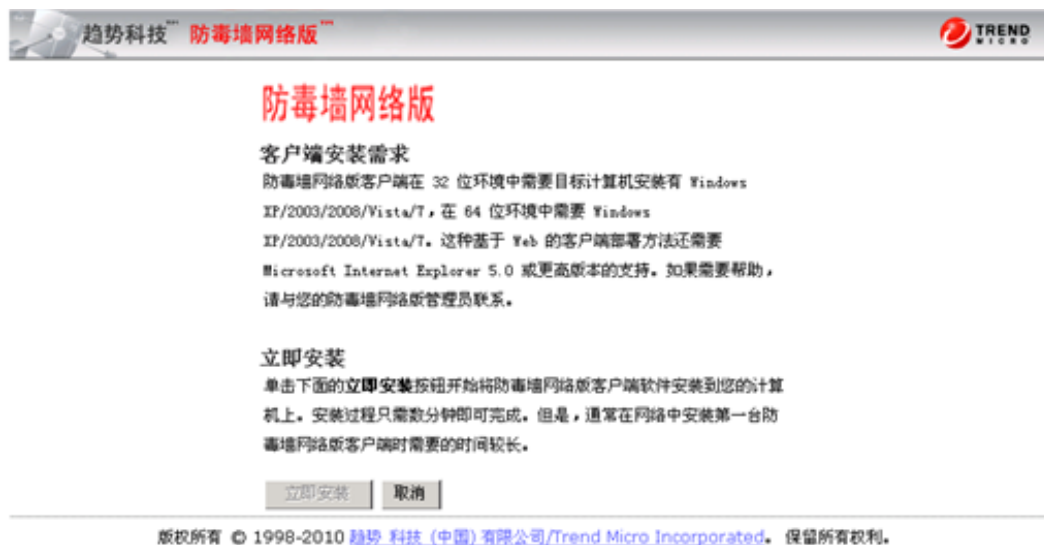 趋势科技™ 防毒墙网络版™
TREND
MICRO
防毒墙网络版
客户端安装需求
防毒墙网络版客户端在 32 位环境中需要目标计算机安装有 Windows
XP/2003/2008/Vista/7，在 64 位环境中需要 Windows
XP/2003/2008/Vista/7。这种基于 Web 的客户端部署方法还需要
Microsoft Internet Explorer 5.0 或更高版本的支持。如果需要帮助，
请与您的防毒墙网络版管理员联系。
立即安装
单击下面的立即安装按钮开始将防毒墙网络版客户端软件安装到您的计算
机上。安装过程只需数分钟即可完成。但是，通常在网络中安装第一台防
毒墙网络版客户端时需要的时间较长。
立即安装 取消
版权所有 © 1998-2010 趋势 科技 (中国) 有限公司/Trend Micro Incorporated。 保留所有权利。